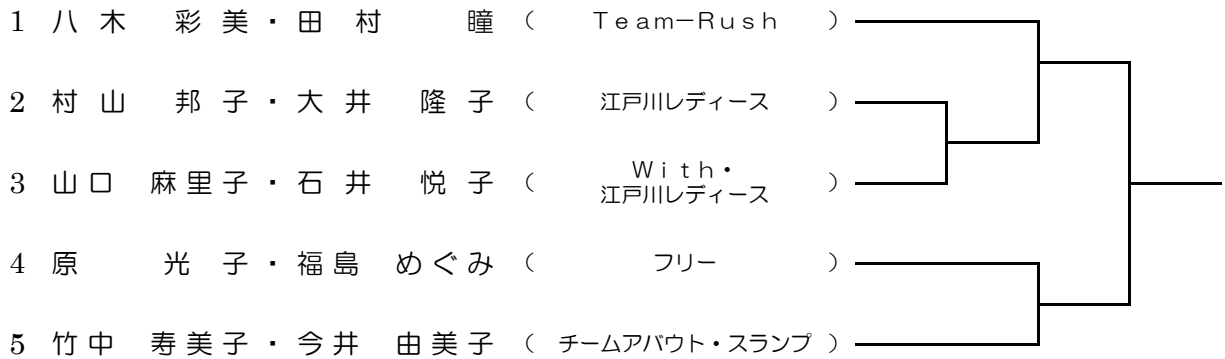 1 八木 彩美・田村 瞳 （ Ｔｅａｍ－Ｒｕｓｈ ）
2 村山 邦子・大井 隆子 （ 江戸川レディース ）
3 山口 麻里子・石井 悦子 （ Ｗｉｔｈ・
江戸川レディース ）
4 原 光子・福島 めぐみ （ フリー ）
5 竹中 寿美子・今井 由美子 （ チームアバウト・スランプ ）